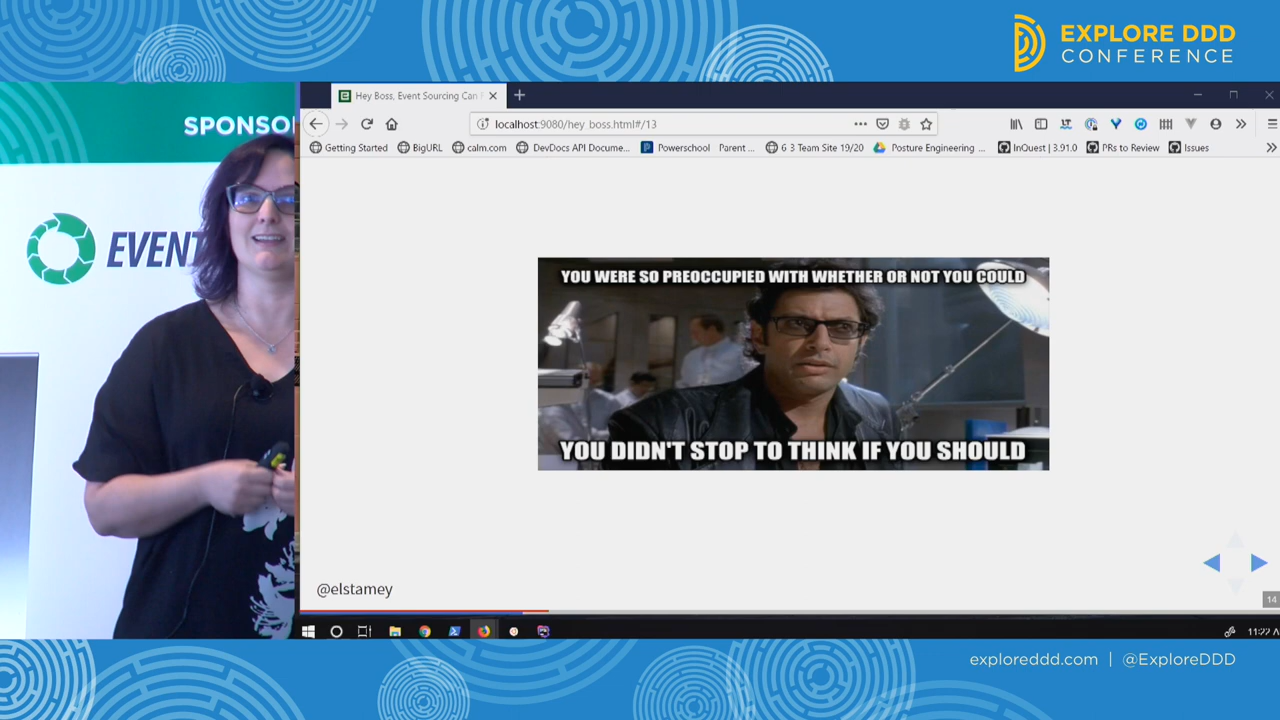 EXPLORE DDD
CONFERENCE
SPONSO
EVENT
Hey Boss, Event Sourcing Can
localhost:9080/hey_boss.html#/13
Getting Started
BigURL
calm.com
DevDocs API Docume...
Powerschool
Parent ...
6-3 Team Site 19/20
Posture Engineering ...
InQuest | 3.91.0
PRs to Review
Issues
YOU WERE SO PREOCCUPIED WITH WHETHER OR NOT YOU COULD
YOU DIDN'T STOP TO THINK IF YOU SHOULD
@elstamey
14
11:22 A
exploreddd.com | @ExploreDDD